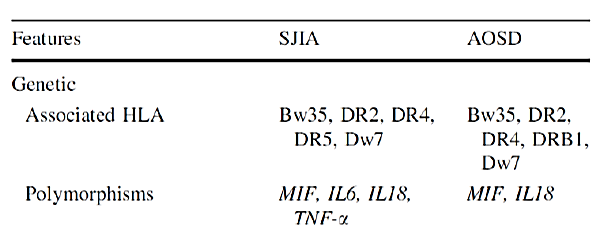 Features SJIA AOSD
Genetic
Associated HLA Bw35, DR2, DR4, Bw35, DR2,
DR5, Dw7 DR4, DRB1,
Dw7
Polymorphisms MIF, IL6, IL18, MIF, IL18
TNF-α